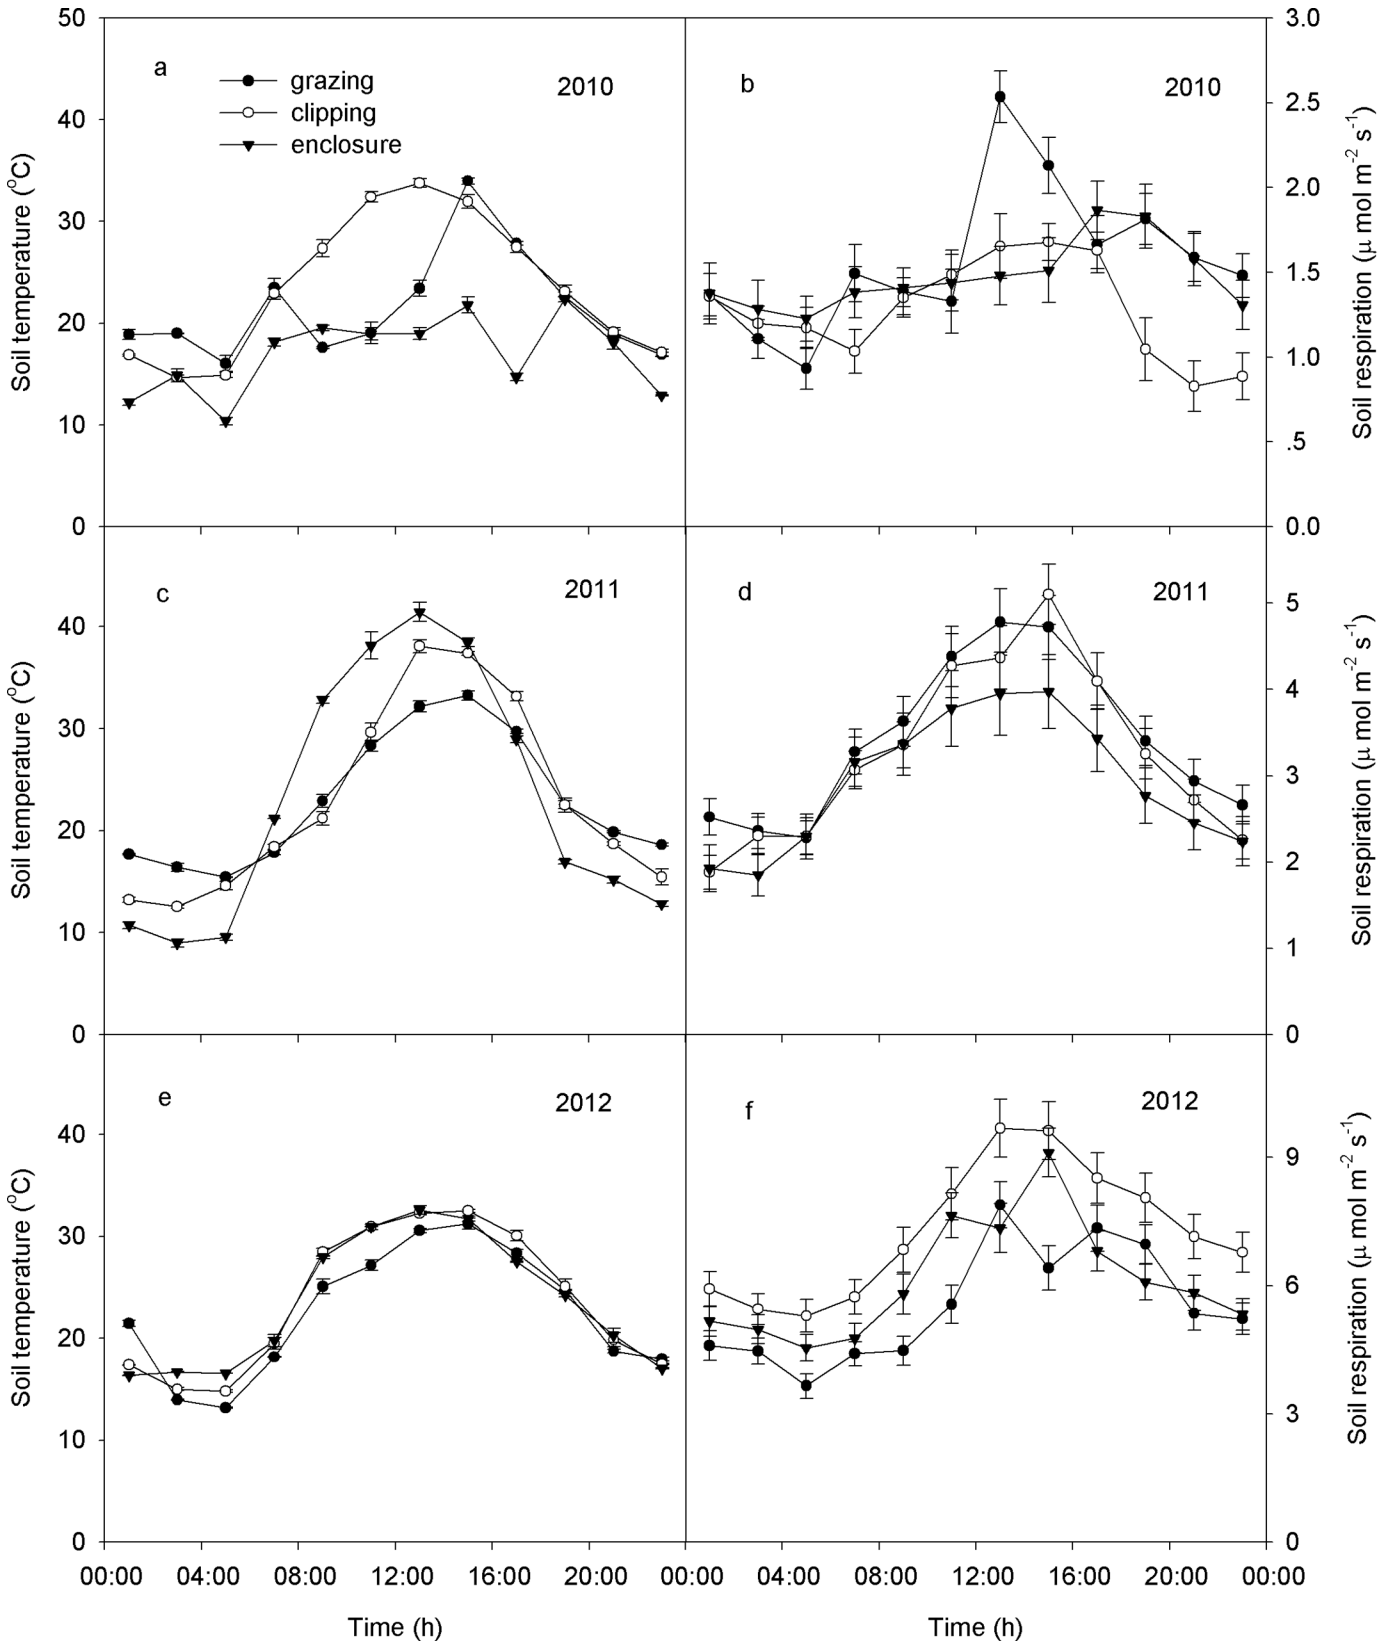 50
40
30
20
10
0
Soil temperature (°C)
a
grazing
clipping
enclosure
2010
b
2010
3.0
2.5
2.0
1.5
1.0
.5
0.0
Soil respiration (μ mol m⁻² s⁻¹)
40
30
20
10
0
Soil temperature (°C)
c
2011
d
2011
5
4
3
2
1
0
Soil respiration (μ mol m⁻² s⁻¹)
40
30
20
10
0
Soil temperature (°C)
e
2012
f
2012
9
6
3
0
Soil respiration (μ mol m⁻² s⁻¹)
00:00 04:00 08:00 12:00 16:00 20:00 00:00 04:00 08:00 12:00 16:00 20:00 00:00
Time (h) Time (h)